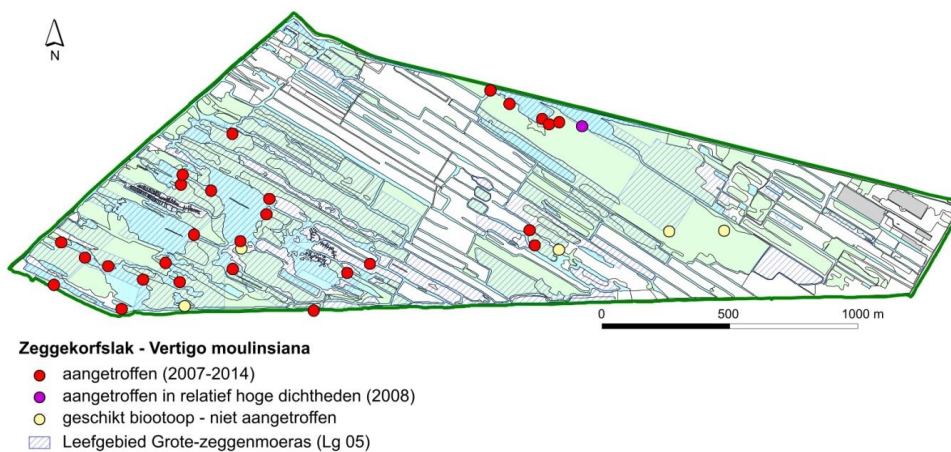 N
0 500 1000 m
Zeggekorfslak - Vertigo moulinsiana
aangetroffen (2007-2014)
aangetroffen in relatief hoge dichtheden (2008)
geschikt biootoop - niet aangetroffen
Leefgebied Grote-zeggenmoeras (Lg 05)